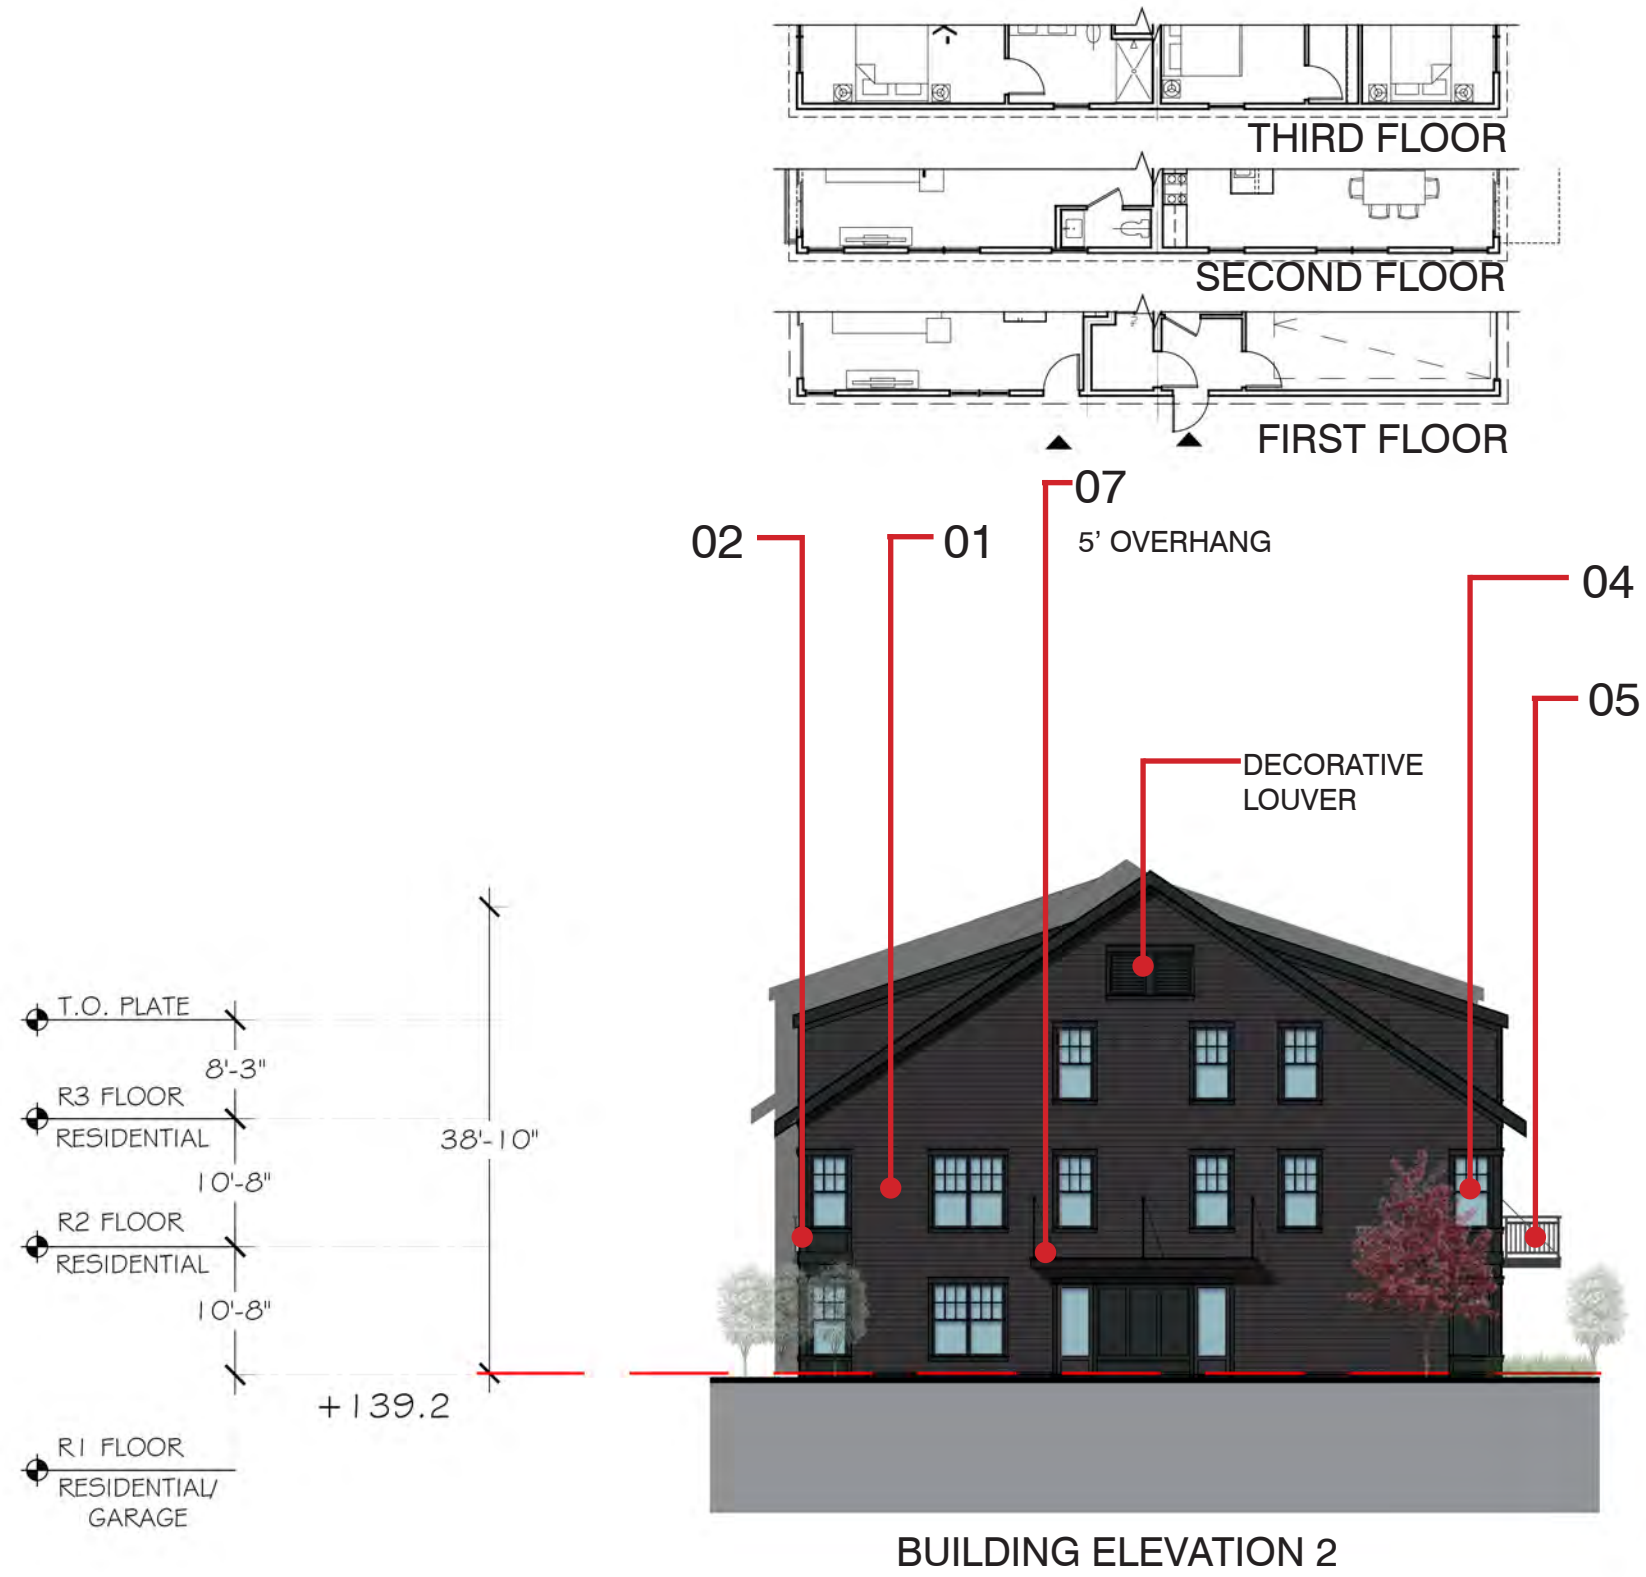 THIRD FLOOR
SECOND FLOOR
FIRST FLOOR
07
5’ OVERHANG
02
01
04
05
DECORATIVE
LOUVER
T.O. PLATE
8'-3"
R3 FLOOR
RESIDENTIAL
38'-10"
10'-8"
R2 FLOOR
RESIDENTIAL
10'-8"
+139.2
R1 FLOOR
RESIDENTIAL/
GARAGE
BUILDING ELEVATION 2